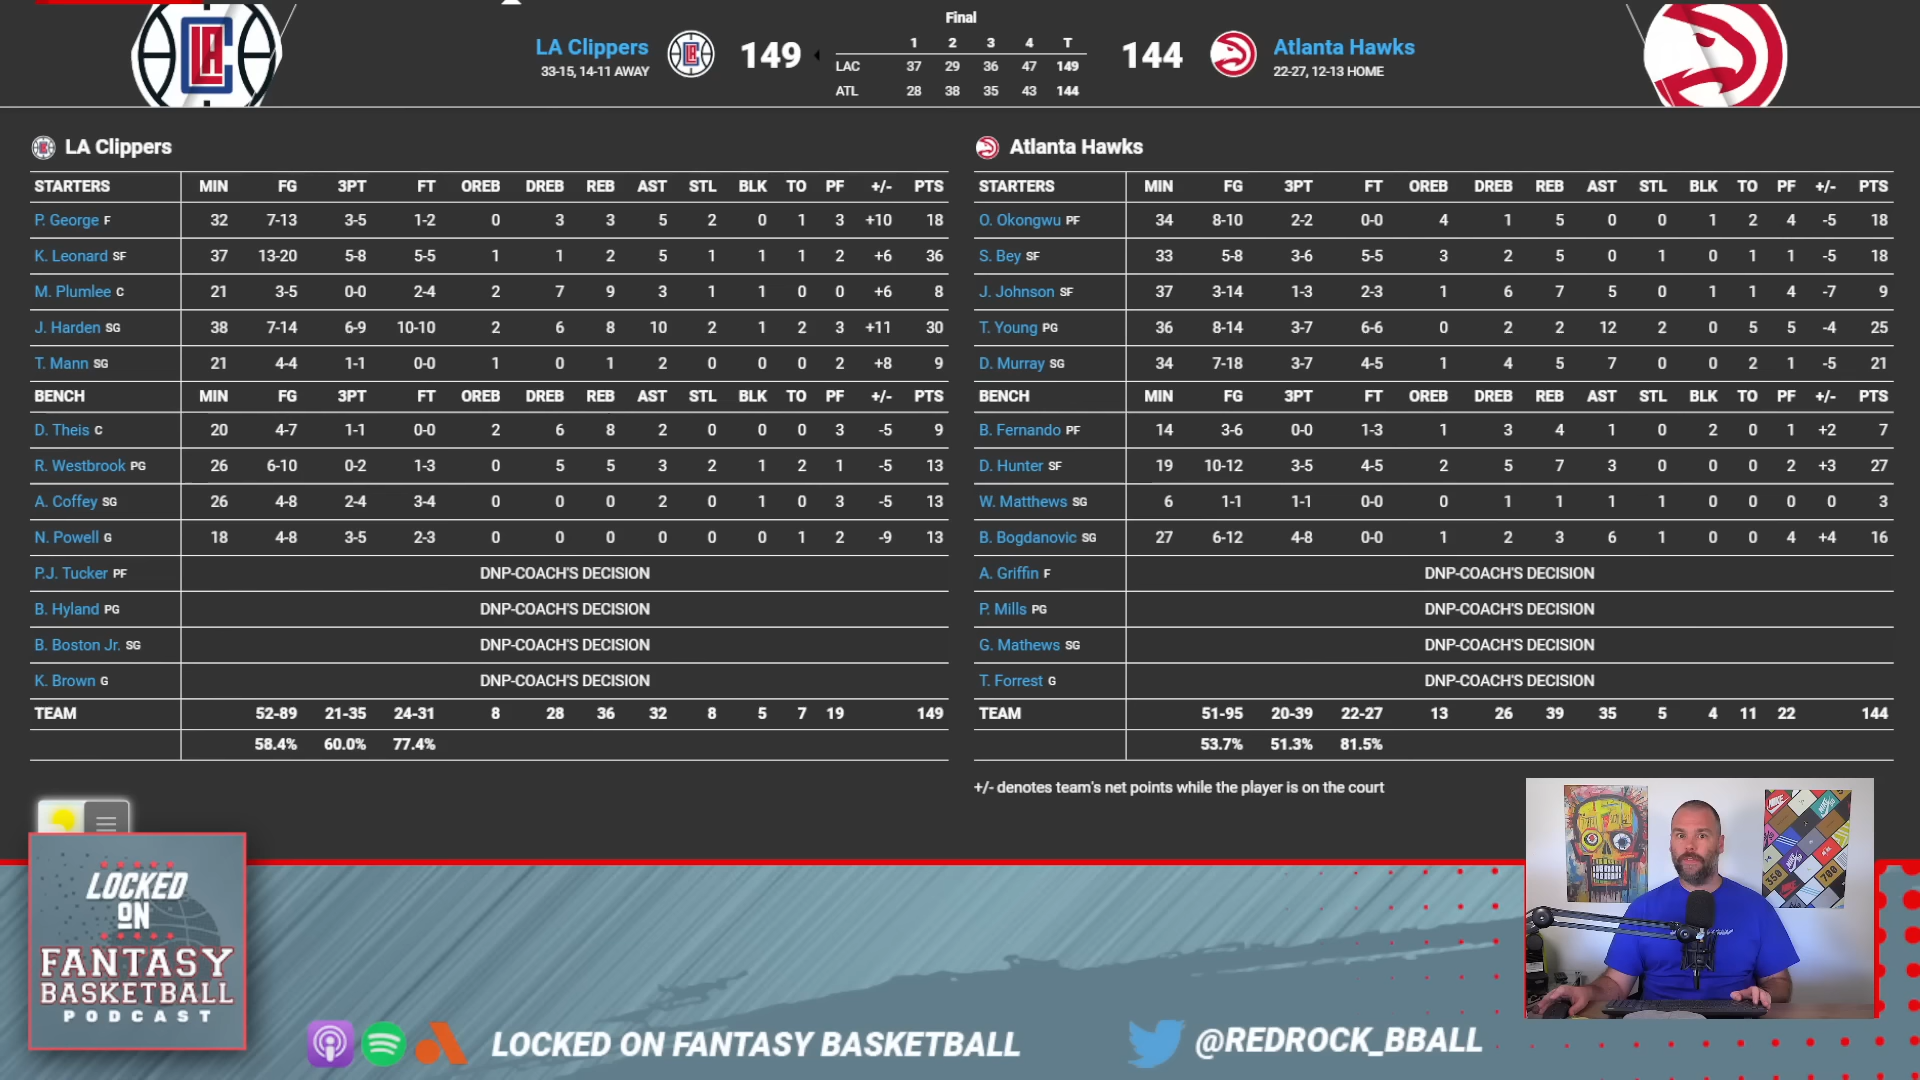 Final
LA Clippers
33-15, 14-11 AWAY
149
1 2 3 4 T
LAC 37 29 36 47 149
ATL 28 38 35 43 144
144
Atlanta Hawks
22-27, 12-13 HOME
LA Clippers
STARTERS MIN FG 3PT FT OREB DREB REB AST STL BLK TO PF +/- PTS
P. George F 32 7-13 3-5 1-2 0 3 3 5 2 0 1 3 +10 18
K. Leonard SF 37 13-20 5-8 5-5 1 1 2 5 1 1 1 2 +6 36
M. Plumlee C 21 3-5 0-0 2-4 2 7 9 3 1 1 0 0 +6 8
J. Harden SG 38 7-14 6-9 10-10 2 6 8 10 2 1 2 3 +11 30
T. Mann SG 21 4-4 1-1 0-0 1 0 1 2 0 0 0 2 +8 9
BENCH MIN FG 3PT FT OREB DREB REB AST STL BLK TO PF +/- PTS
D. Theis C 20 4-7 1-1 0-0 2 6 8 2 0 0 0 3 -5 9
R. Westbrook PG 26 6-10 0-2 1-3 0 5 5 3 2 1 2 1 -5 13
A. Coffey SG 26 4-8 2-4 3-4 0 0 0 2 0 1 0 3 -5 13
N. Powell G 18 4-8 3-5 2-3 0 0 0 0 0 0 1 2 -9 13
P.J. Tucker PF DNP-COACH'S DECISION
B. Hyland PG DNP-COACH'S DECISION
B. Boston Jr. SG DNP-COACH'S DECISION
K. Brown G DNP-COACH'S DECISION
TEAM 52-89 21-35 24-31 8 28 36 32 8 5 7 19 149
58.4% 60.0% 77.4%
Atlanta Hawks
STARTERS MIN FG 3PT FT OREB DREB REB AST STL BLK TO PF +/- PTS
O. Okongwu PF 34 8-10 2-2 0-0 4 1 5 0 0 1 2 4 -5 18
S. Bey SF 33 5-8 3-6 5-5 3 2 5 0 1 0 1 1 -5 18
J. Johnson SF 37 3-14 1-3 2-3 1 6 7 5 0 1 1 4 -7 9
T. Young PG 36 8-14 3-7 6-6 0 2 2 12 2 0 5 5 -4 25
D. Murray SG 34 7-18 3-7 4-5 1 4 5 7 0 0 2 1 -5 21
BENCH MIN FG 3PT FT OREB DREB REB AST STL BLK TO PF +/- PTS
B. Fernando PF 14 3-6 0-0 1-3 1 3 4 1 0 2 0 1 +2 7
D. Hunter SF 19 10-12 3-5 4-5 2 5 7 3 0 0 0 2 +3 27
W. Matthews SG 6 1-1 1-1 0-0 0 1 1 1 1 0 0 0 0 3
B. Bogdanovic SG 27 6-12 4-8 0-0 1 2 3 6 1 0 0 4 +4 16
A. Griffin F DNP-COACH'S DECISION
P. Mills PG DNP-COACH'S DECISION
G. Mathews SG DNP-COACH'S DECISION
T. Forrest G DNP-COACH'S DECISION
TEAM 51-95 20-39 22-27 13 26 39 35 5 4 11 22 144
53.7% 51.3% 81.5%
+/- denotes team's net points while the player is on the court
LOCKED
ON
FANTASY
BASKETBALL
PODCAST
LOCKED ON FANTASY BASKETBALL
@REDROCK_BBALL